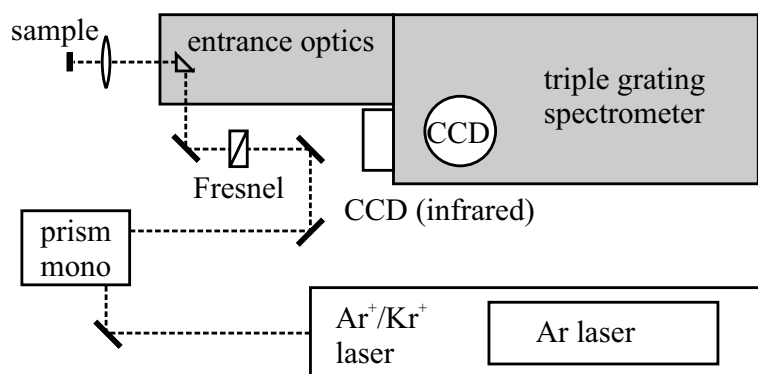 sample
entrance optics
triple grating
spectrometer
CCD
Fresnel
CCD (infrared)
prism
mono
Ar⁺/Kr⁺
laser
Ar laser